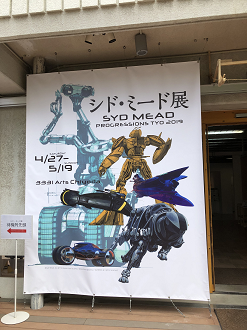 シド・ミード展
SYD MEAD
PROGRESSIONS TYO 2019
4/27-
5/19
3331 Arts Chiyoda